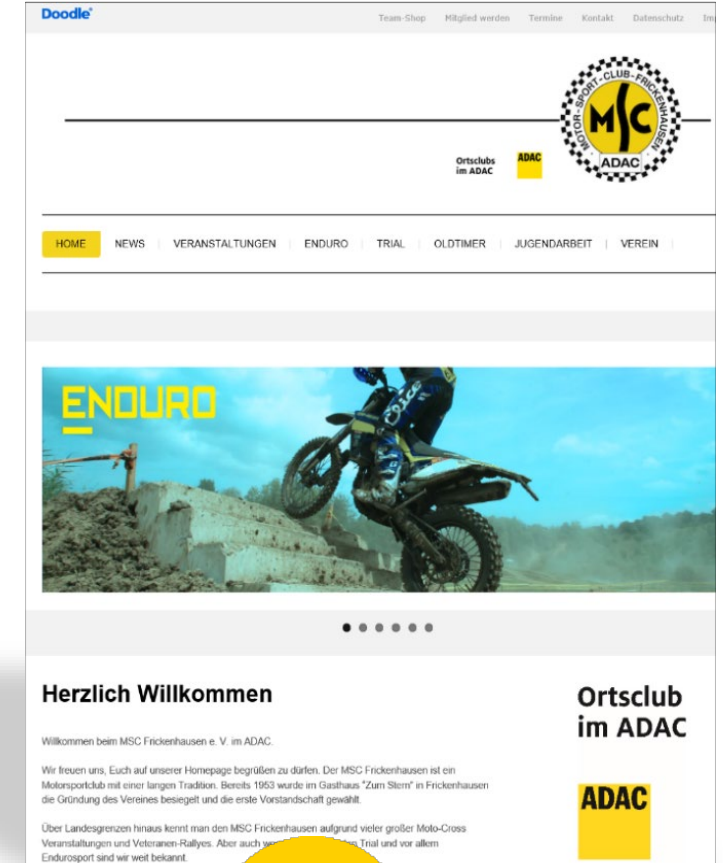 Doodle
Team-Shop Mitglied werden Termine Kontakt Datenschutz
MOTOR-SPORT-CLUB-FRICKENHAUSEN
MSC
ADAC
Ortsclubs
im ADAC
ADAC
HOME NEWS VERANSTALTUNGEN ENDURO TRIAL OLDTIMER JUGENDARBEIT VEREIN
ENDURO
Herzlich Willkommen
Willkommen beim MSC Frickenhausen e. V. im ADAC.
Wir freuen uns, Euch auf unserer Homepage begrüßen zu dürfen. Der MSC Frickenhausen ist ein
Motorsportclub mit einer langen Tradition. Bereits 1953 wurde im Gasthaus "Zum Stern" in Frickenhausen
die Gründung des Vereines besiegelt und die erste Vorstandschaft gewählt.
Über Landesgrenzen hinaus kennt man den MSC Frickenhausen aufgrund vieler großer Moto-Cross
Veranstaltungen und Veteranen-Rallyes. Aber auch Trial und vor allem
Endurosport sind wir weit bekannt.
Ortsclub
im ADAC
ADAC